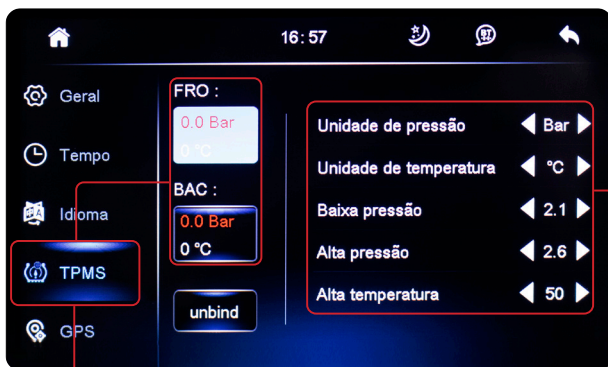 16:57
BT
Geral
Tempo
Idioma
TPMS
GPS
FRO :
0.0 Bar
0 °C
BAC :
0.0 Bar
0 °C
unbind
Unidade de pressão
Bar
Unidade de temperatura
°C
Baixa pressão
2.1
Alta pressão
2.6
Alta temperatura
50